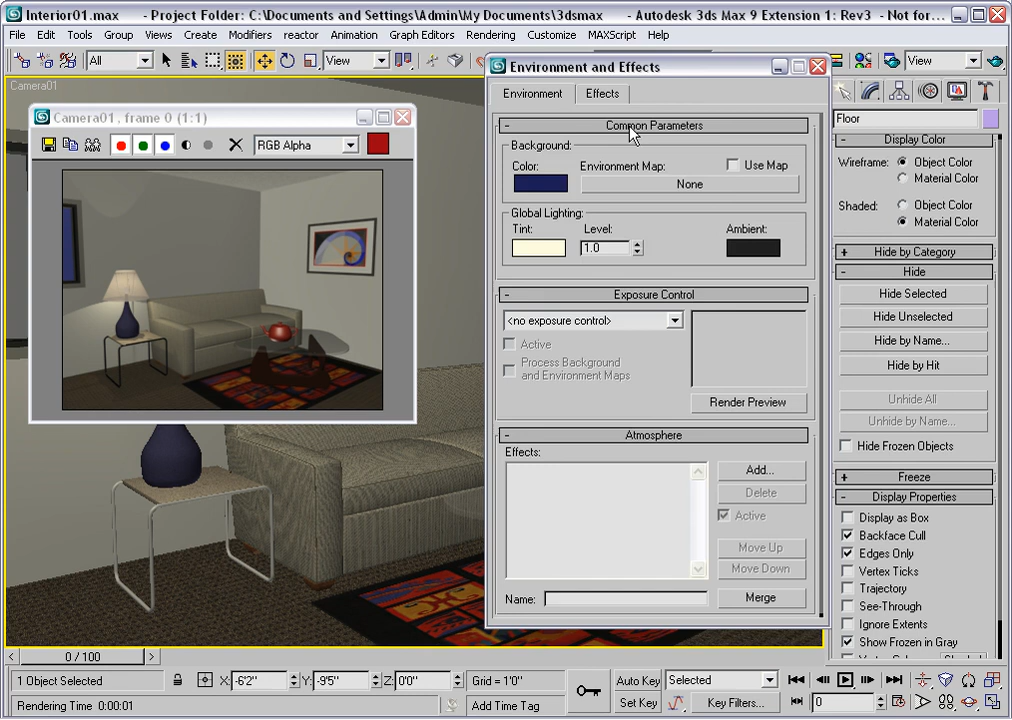 Interior01.max - Project Folder: C:\Documents and Settings\Admin\My Documents\3dsmax - Autodesk 3ds Max 9 Extension 1: Rev3 - Not for...
File Edit Tools Group Views Create Modifiers reactor Animation Graph Editors Rendering Customize MAXScript Help
All View View
Camera01
Camera01, frame 0 (1:1)
RGB Alpha
Environment and Effects
Environment Effects
- Common Parameters
Background:
Color: Environment Map: Use Map
None
Global Lighting:
Tint: Level: Ambient:
1.0
- Exposure Control
<no exposure control>
Active
Process Background
and Environment Maps
Render Preview
- Atmosphere
Effects:
Add...
Delete
Active
Move Up
Move Down
Name: Merge
Floor
- Display Color
Wireframe: Object Color
Material Color
Shaded: Object Color
Material Color
+ Hide by Category
- Hide
Hide Selected
Hide Unselected
Hide by Name...
Hide by Hit
Unhide All
Unhide by Name...
Hide Frozen Objects
+ Freeze
- Display Properties
Display as Box
Backface Cull
Edges Only
Vertex Ticks
Trajectory
See-Through
Ignore Extents
Show Frozen in Gray
< 0 / 100 >
1 Object Selected X: -6'2" Y: -9'5" Z: 0'0" Grid = 1'0" Auto Key Selected
Rendering Time 0:00:01 Add Time Tag Set Key Key Filters... 0